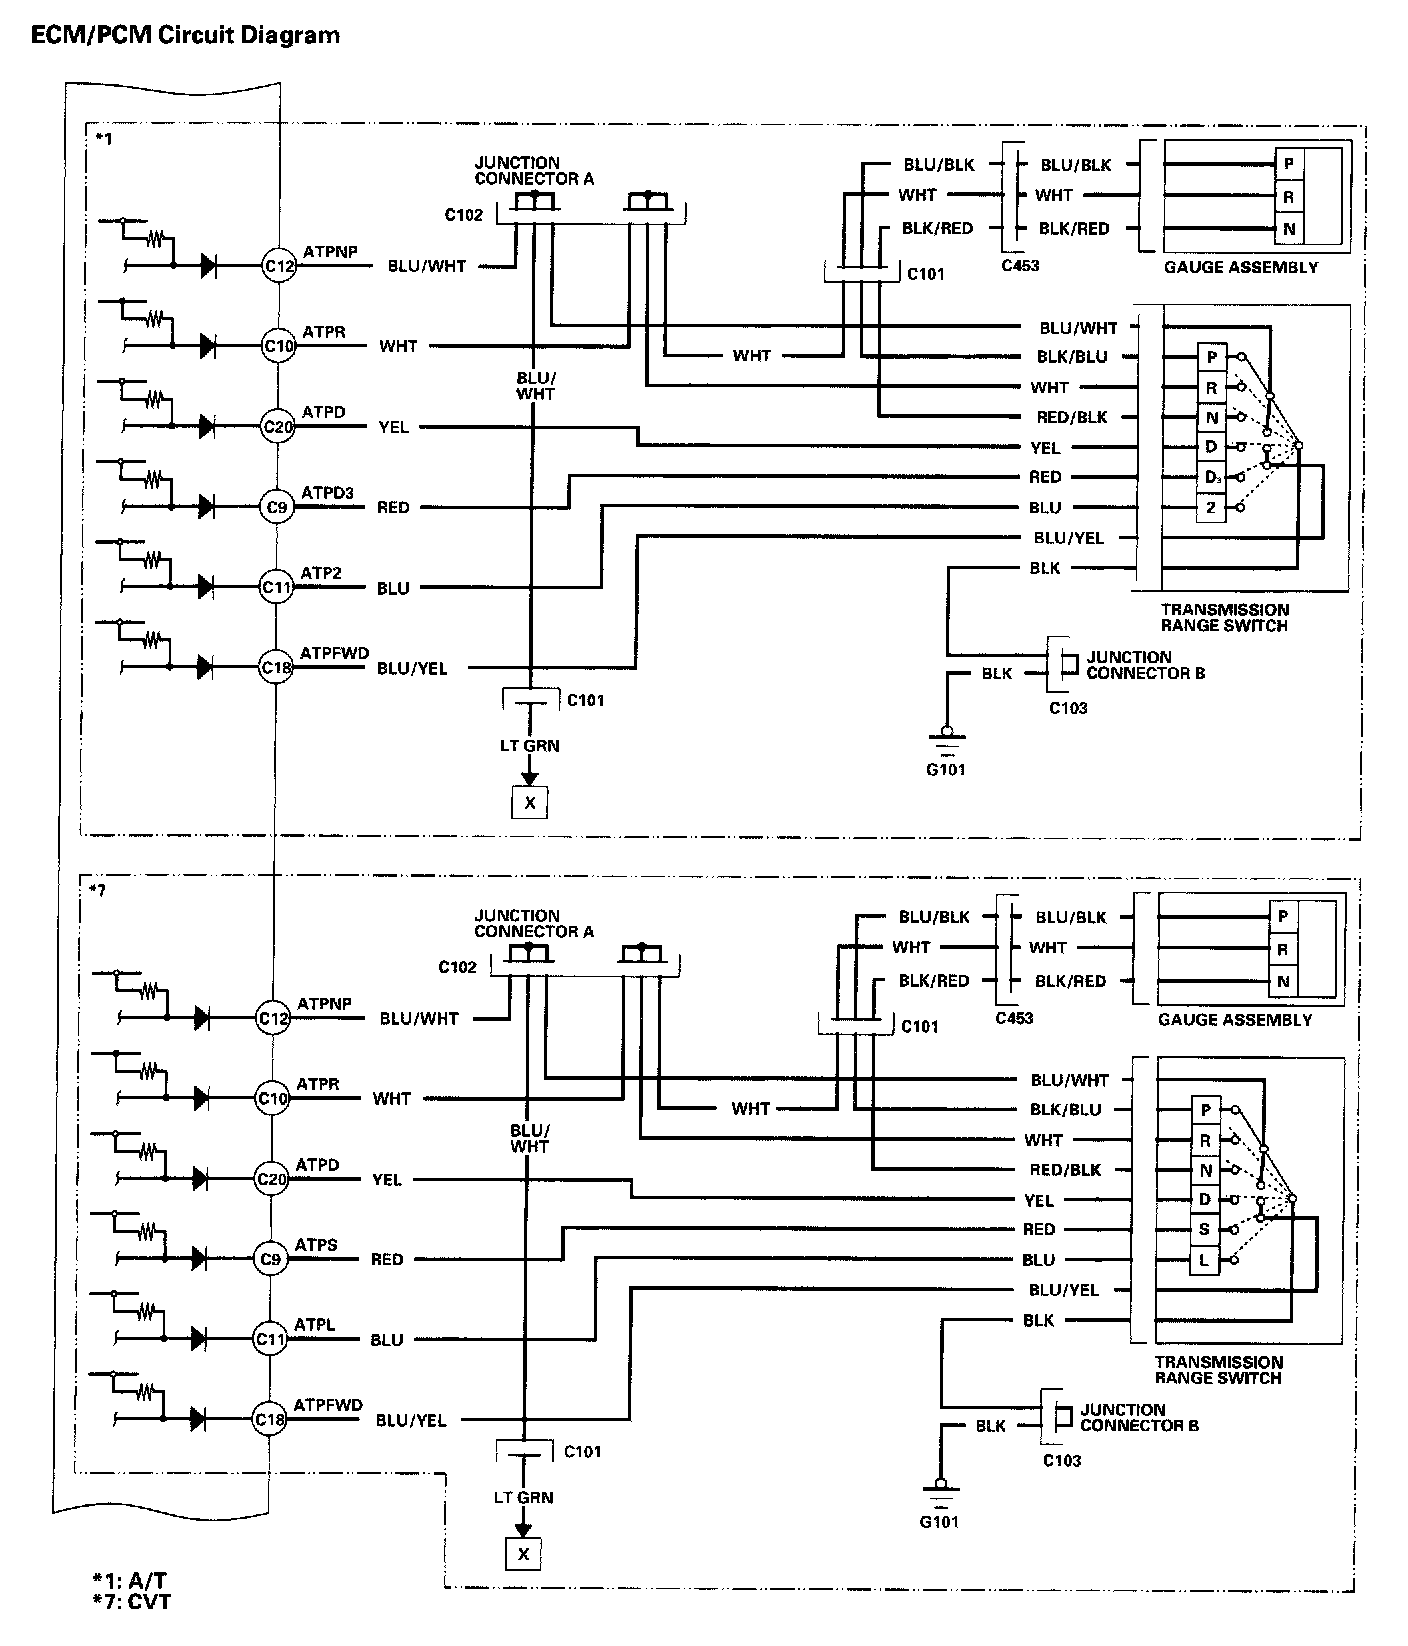 ECM/PCM Circuit Diagram
*1
JUNCTION
CONNECTOR A
C102
BLU/BLK
BLU/BLK
P
WHT
WHT
R
BLK/RED
BLK/RED
N
C101
C453
GAUGE ASSEMBLY
C12
ATPNP
BLU/WHT
BLU/WHT
C10
ATPR
WHT
WHT
BLK/BLU
P
BLU/
WHT
WHT
R
C20
ATPD
YEL
RED/BLK
N
YEL
D
RED
D3
C9
ATPD3
RED
BLU
2
BLU/YEL
BLK
C11
ATP2
BLU
TRANSMISSION
RANGE SWITCH
C18
ATPFWD
BLU/YEL
JUNCTION
CONNECTOR B
BLK
C103
C101
LT GRN
G101
X
*7
JUNCTION
CONNECTOR A
C102
BLU/BLK
BLU/BLK
P
WHT
WHT
R
BLK/RED
BLK/RED
N
C101
C453
GAUGE ASSEMBLY
C12
ATPNP
BLU/WHT
BLU/WHT
C10
ATPR
WHT
WHT
BLK/BLU
P
BLU/
WHT
WHT
R
C20
ATPD
YEL
RED/BLK
N
YEL
D
RED
S
C9
ATPS
RED
BLU
L
BLU/YEL
BLK
C11
ATPL
BLU
TRANSMISSION
RANGE SWITCH
C18
ATPFWD
BLU/YEL
JUNCTION
CONNECTOR B
BLK
C103
C101
LT GRN
G101
X
*1: A/T
*7: CVT